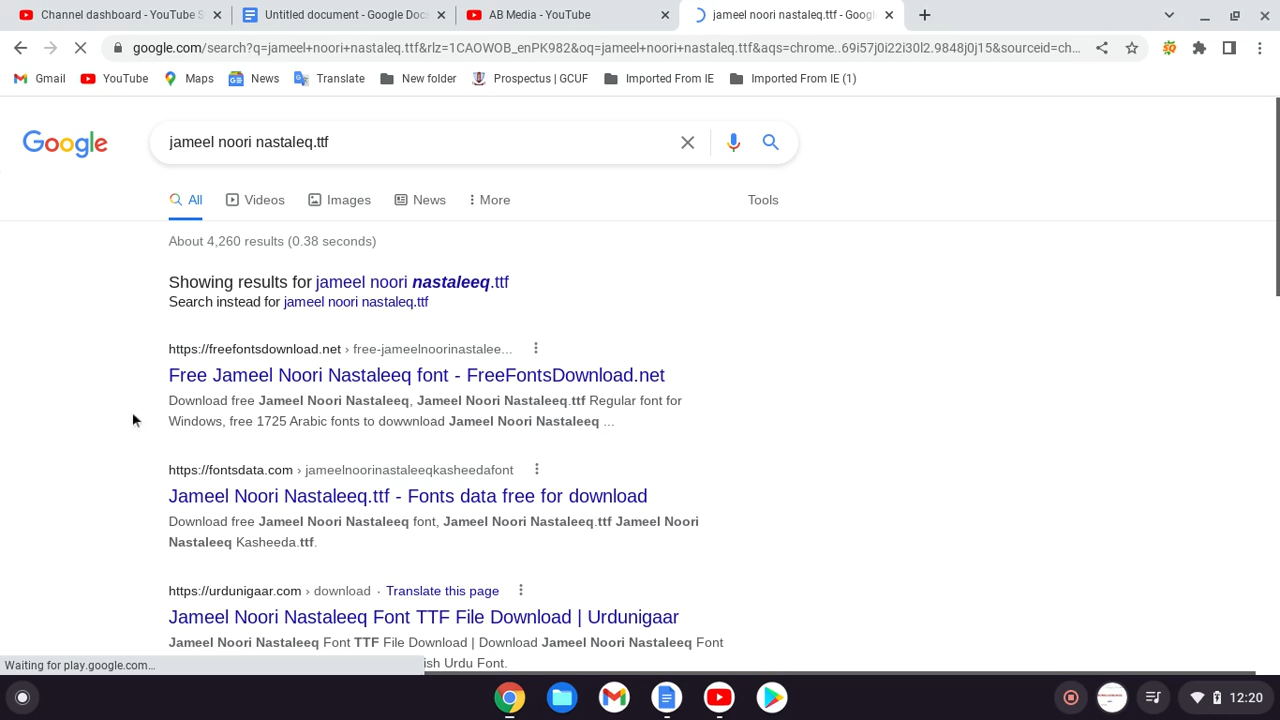 Channel dashboard - YouTube S
Untitled document - Google Docs
AB Media - YouTube
jameel noori nastaleq.ttf - Googl
google.com/search?q=jameel+noori+nastaleq.ttf&rlz=1CAOWOB_enPK982&oq=jameel+noori+nastaleq.ttf&aqs=chrome..69i57j0i22i30l2.9848j0j15&sourceid=ch...
Gmail
YouTube
Maps
News
Translate
New folder
Prospectus | GCUF
Imported From IE
Imported From IE (1)
Google
jameel noori nastaleq.ttf
All
Videos
Images
News
More
Tools
About 4,260 results (0.38 seconds)
Showing results for jameel noori nastaleeq.ttf
Search instead for jameel noori nastaleq.ttf
https://freefontsdownload.net › free-jameelnoorinastalee...
Free Jameel Noori Nastaleeq font - FreeFontsDownload.net
Download free Jameel Noori Nastaleeq, Jameel Noori Nastaleeq.ttf Regular font for
Windows, free 1725 Arabic fonts to dowwnload Jameel Noori Nastaleeq ...
https://fontsdata.com › jameelnoorinastaleeqkasheedafont
Jameel Noori Nastaleeq.ttf - Fonts data free for download
Download free Jameel Noori Nastaleeq font, Jameel Noori Nastaleeq.ttf Jameel Noori
Nastaleeq Kasheeda.ttf.
https://urdunigaar.com › download · Translate this page
Jameel Noori Nastaleeq Font TTF File Download | Urdunigaar
Jameel Noori Nastaleeq Font TTF File Download | Download Jameel Noori Nastaleeq Font
ish Urdu Font.
Waiting for play.google.com...
12:20